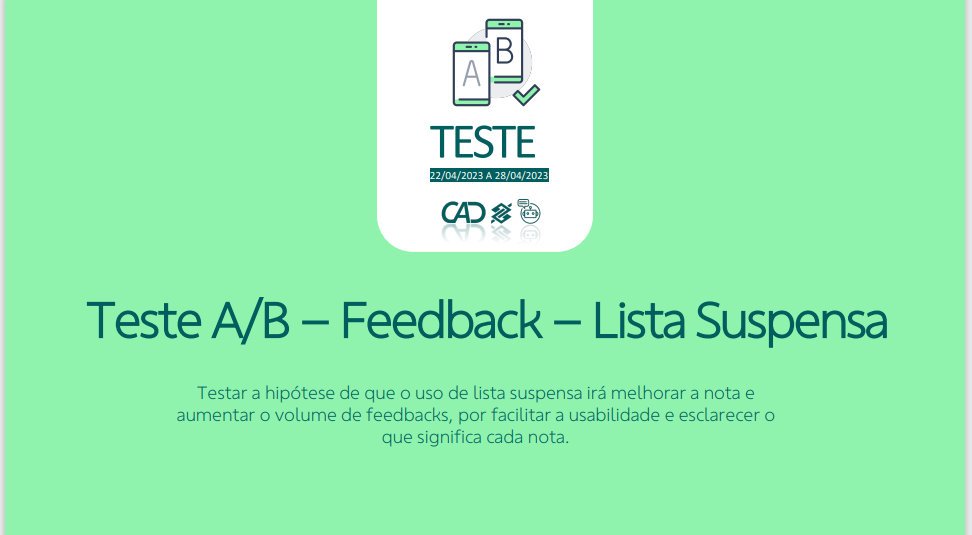 A
B
TESTE
22/04/2023 A 28/04/2023
CAD
Teste A/B – Feedback – Lista Suspensa
Testar a hipótese de que o uso de lista suspensa irá melhorar a nota e
aumentar o volume de feedbacks, por facilitar a usabilidade e esclarecer o
que significa cada nota.